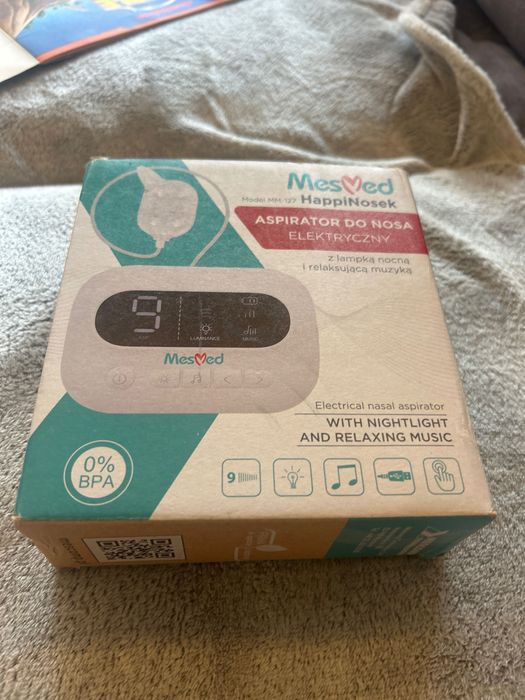 MesMed
Model MM-127 HappiNosek
ASPIRATOR DO NOSA
ELEKTRYCZNY
z lampką nocną
i relaksującą muzyką
9
LUMINANCE
MUSIC
MesMed
Electrical nasal aspirator
WITH NIGHTLIGHT
AND RELAXING MUSIC
0%
BPA
9